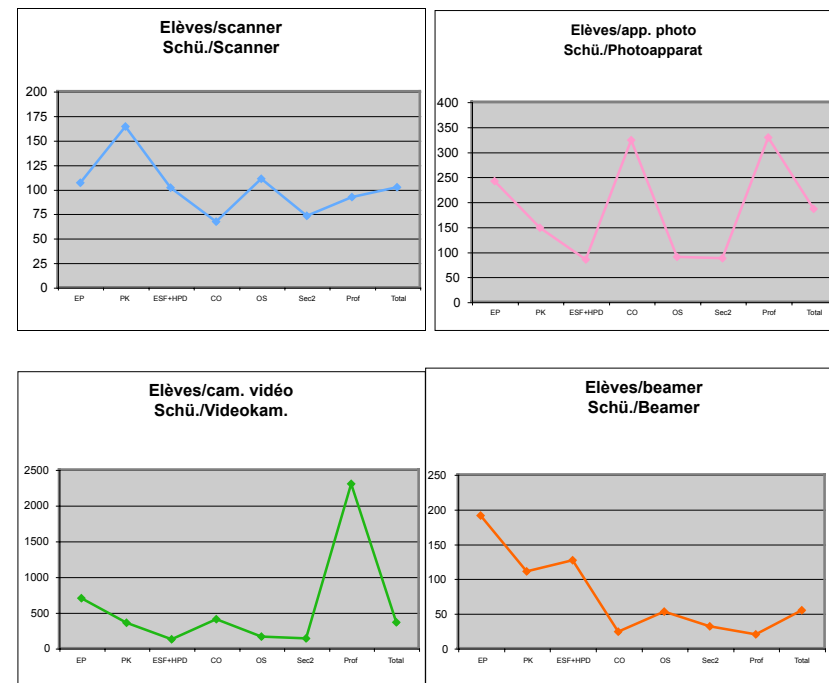 Elèves/scanner
Schü./Scanner
200
175
150
125
100
75
50
25
0
EP PK ESF+HPD CO OS Sec2 Prof Total
Elèves/app. photo
Schü./Photoapparat
400
350
300
250
200
150
100
50
0
EP PK ESF+HPD CO OS Sec2 Prof Total
Elèves/cam. vidéo
Schü./Videokam.
2500
2000
1500
1000
500
0
EP PK ESF+HPD CO OS Sec2 Prof Total
Elèves/beamer
Schü./Beamer
250
200
150
100
50
0
EP PK ESF+HPD CO OS Sec2 Prof Total